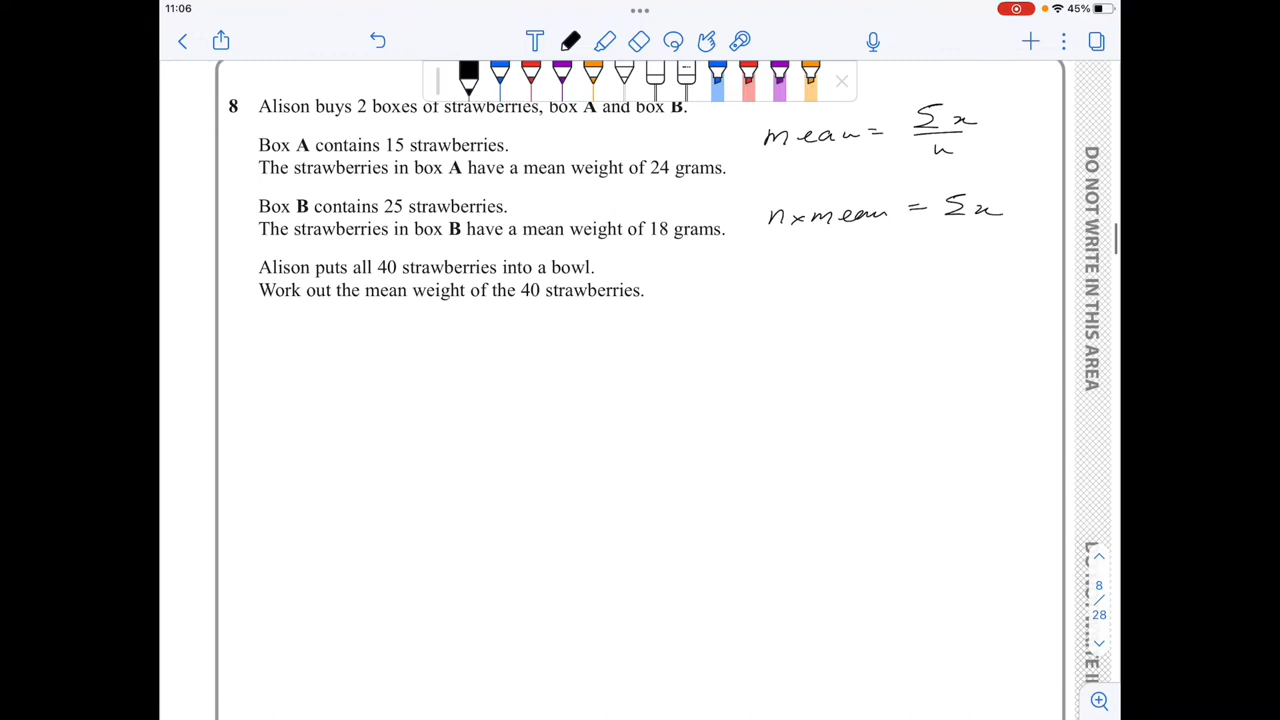 11:06
45%
8 Alison buys 2 boxes of strawberries, box A and box B.
Box A contains 15 strawberries.
The strawberries in box A have a mean weight of 24 grams.
Box B contains 25 strawberries.
The strawberries in box B have a mean weight of 18 grams.
Alison puts all 40 strawberries into a bowl.
Work out the mean weight of the 40 strawberries.
mean = Σx
n
n×mean = Σx
DO NOT WRITE IN THIS AREA
8
/
28